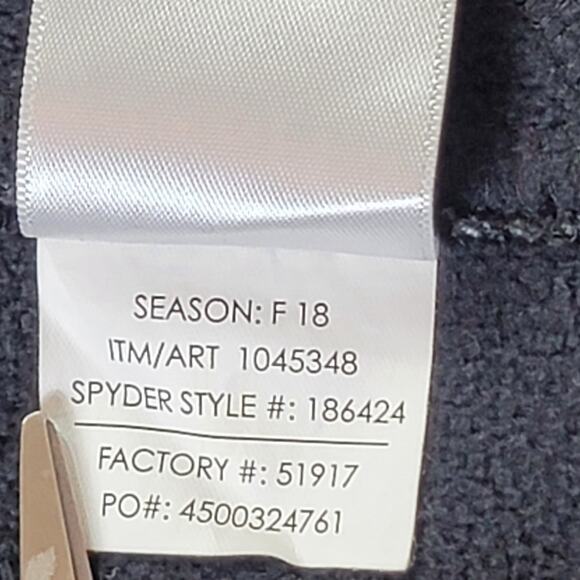 SEASON: F 18
ITM/ART 1045348
SPYDER STYLE #: 186424
FACTORY #: 51917
PO#: 4500324761